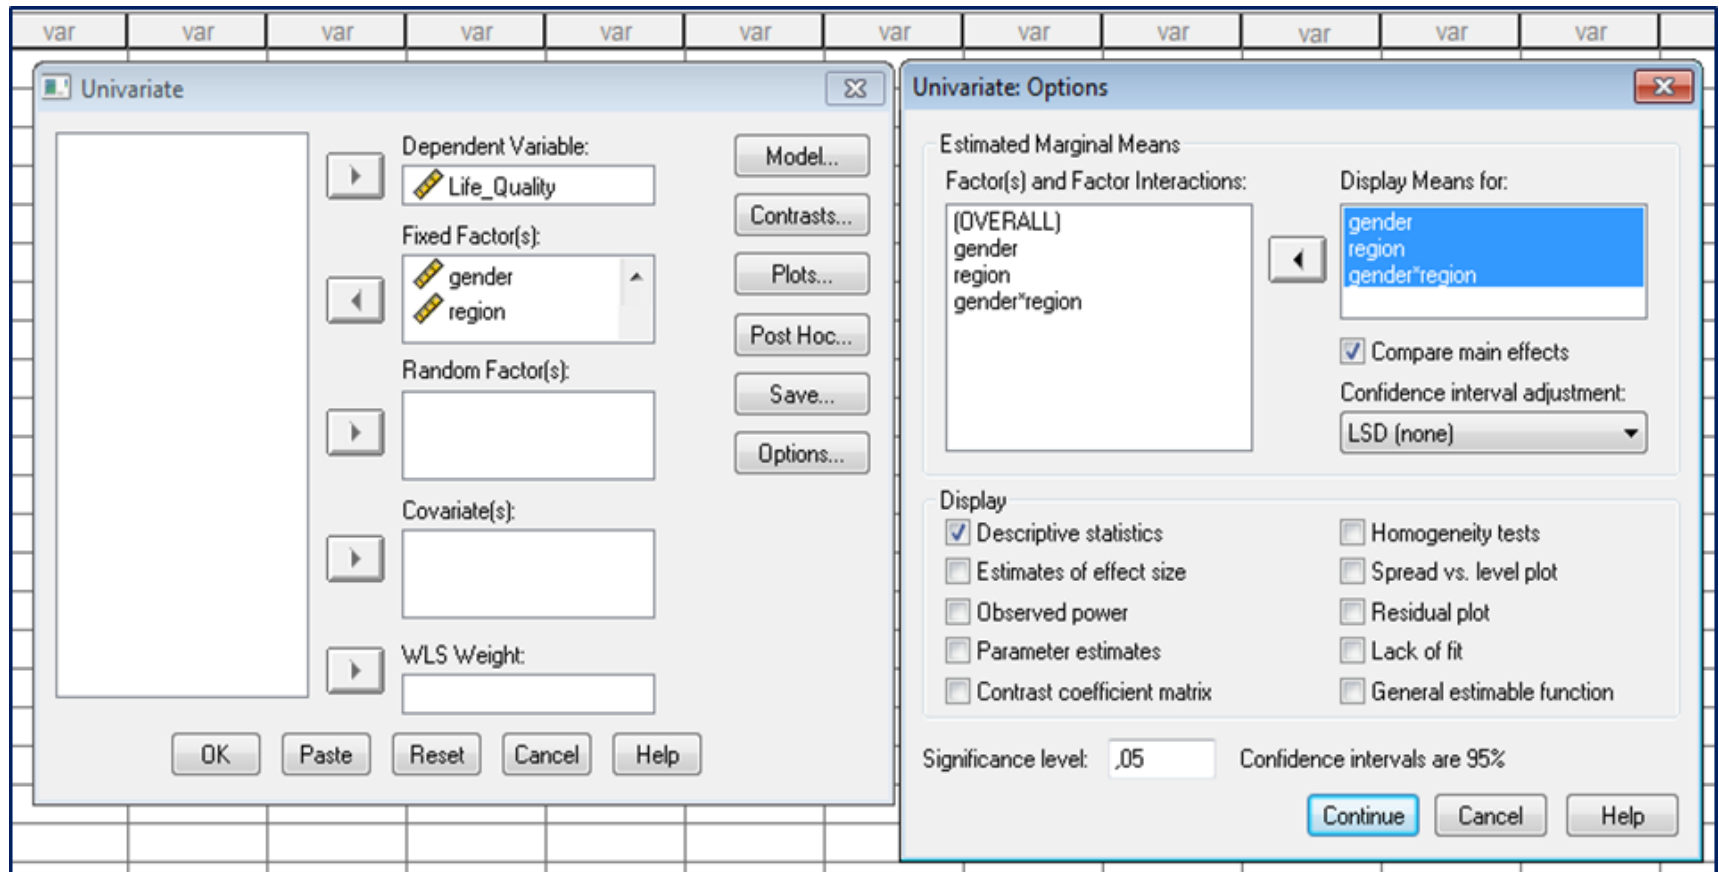 var var var var var var var var var var var var
Univariate
Dependent Variable:
Life_Quality
Fixed Factor(s):
gender
region
Random Factor(s):
Covariate(s):
WLS Weight:
Model...
Contrasts...
Plots...
Post Hoc...
Save...
Options...
OK Paste Reset Cancel Help
Univariate: Options
Estimated Marginal Means
Factor(s) and Factor Interactions:
(OVERALL)
gender
region
gender*region
Display Means for:
gender
region
gender*region
Compare main effects
Confidence interval adjustment:
LSD (none)
Display
Descriptive statistics
Estimates of effect size
Observed power
Parameter estimates
Contrast coefficient matrix
Homogeneity tests
Spread vs. level plot
Residual plot
Lack of fit
General estimable function
Significance level: ,05 Confidence intervals are 95%
Continue Cancel Help